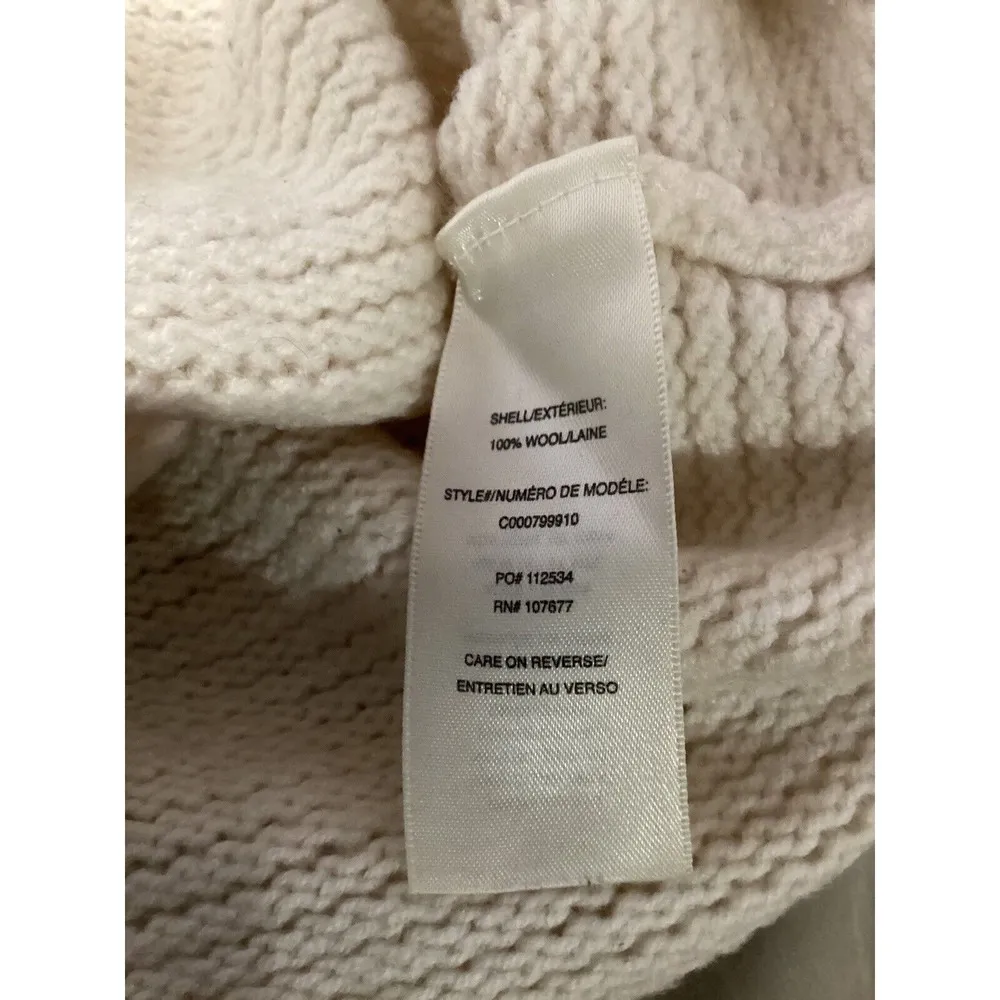 SHELL/EXTÉRIEUR:
100% WOOL/LAINE
STYLE#/NUMÉRO DE MODÉLE:
C000799910
PO# 112534
RN# 107677
CARE ON REVERSE/
ENTRETIEN AU VERSO